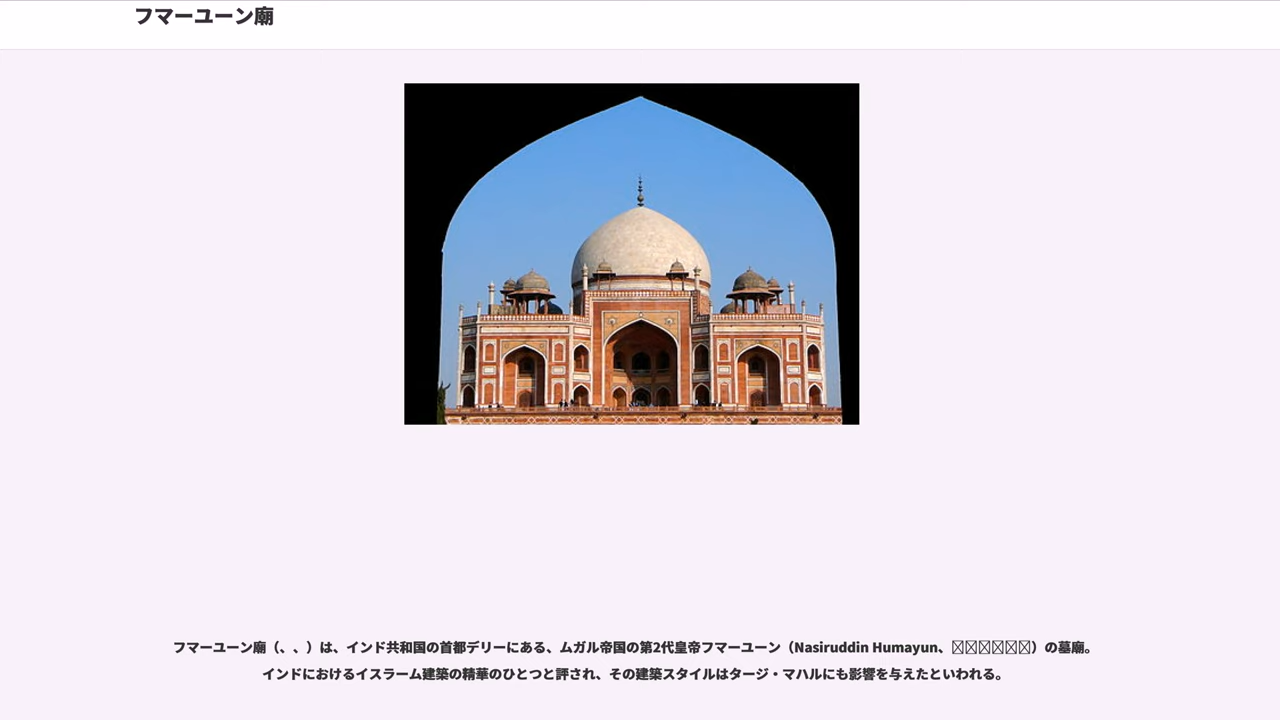 フマーユーン廟
フマーユーン廟（、、）は、インド共和国の首都デリーにある、ムガル帝国の第2代皇帝フマーユーン（Nasiruddin Humayun、）の墓廟。
インドにおけるイスラーム建築の精華のひとつと評され、その建築スタイルはタージ・マハルにも影響を与えたといわれる。